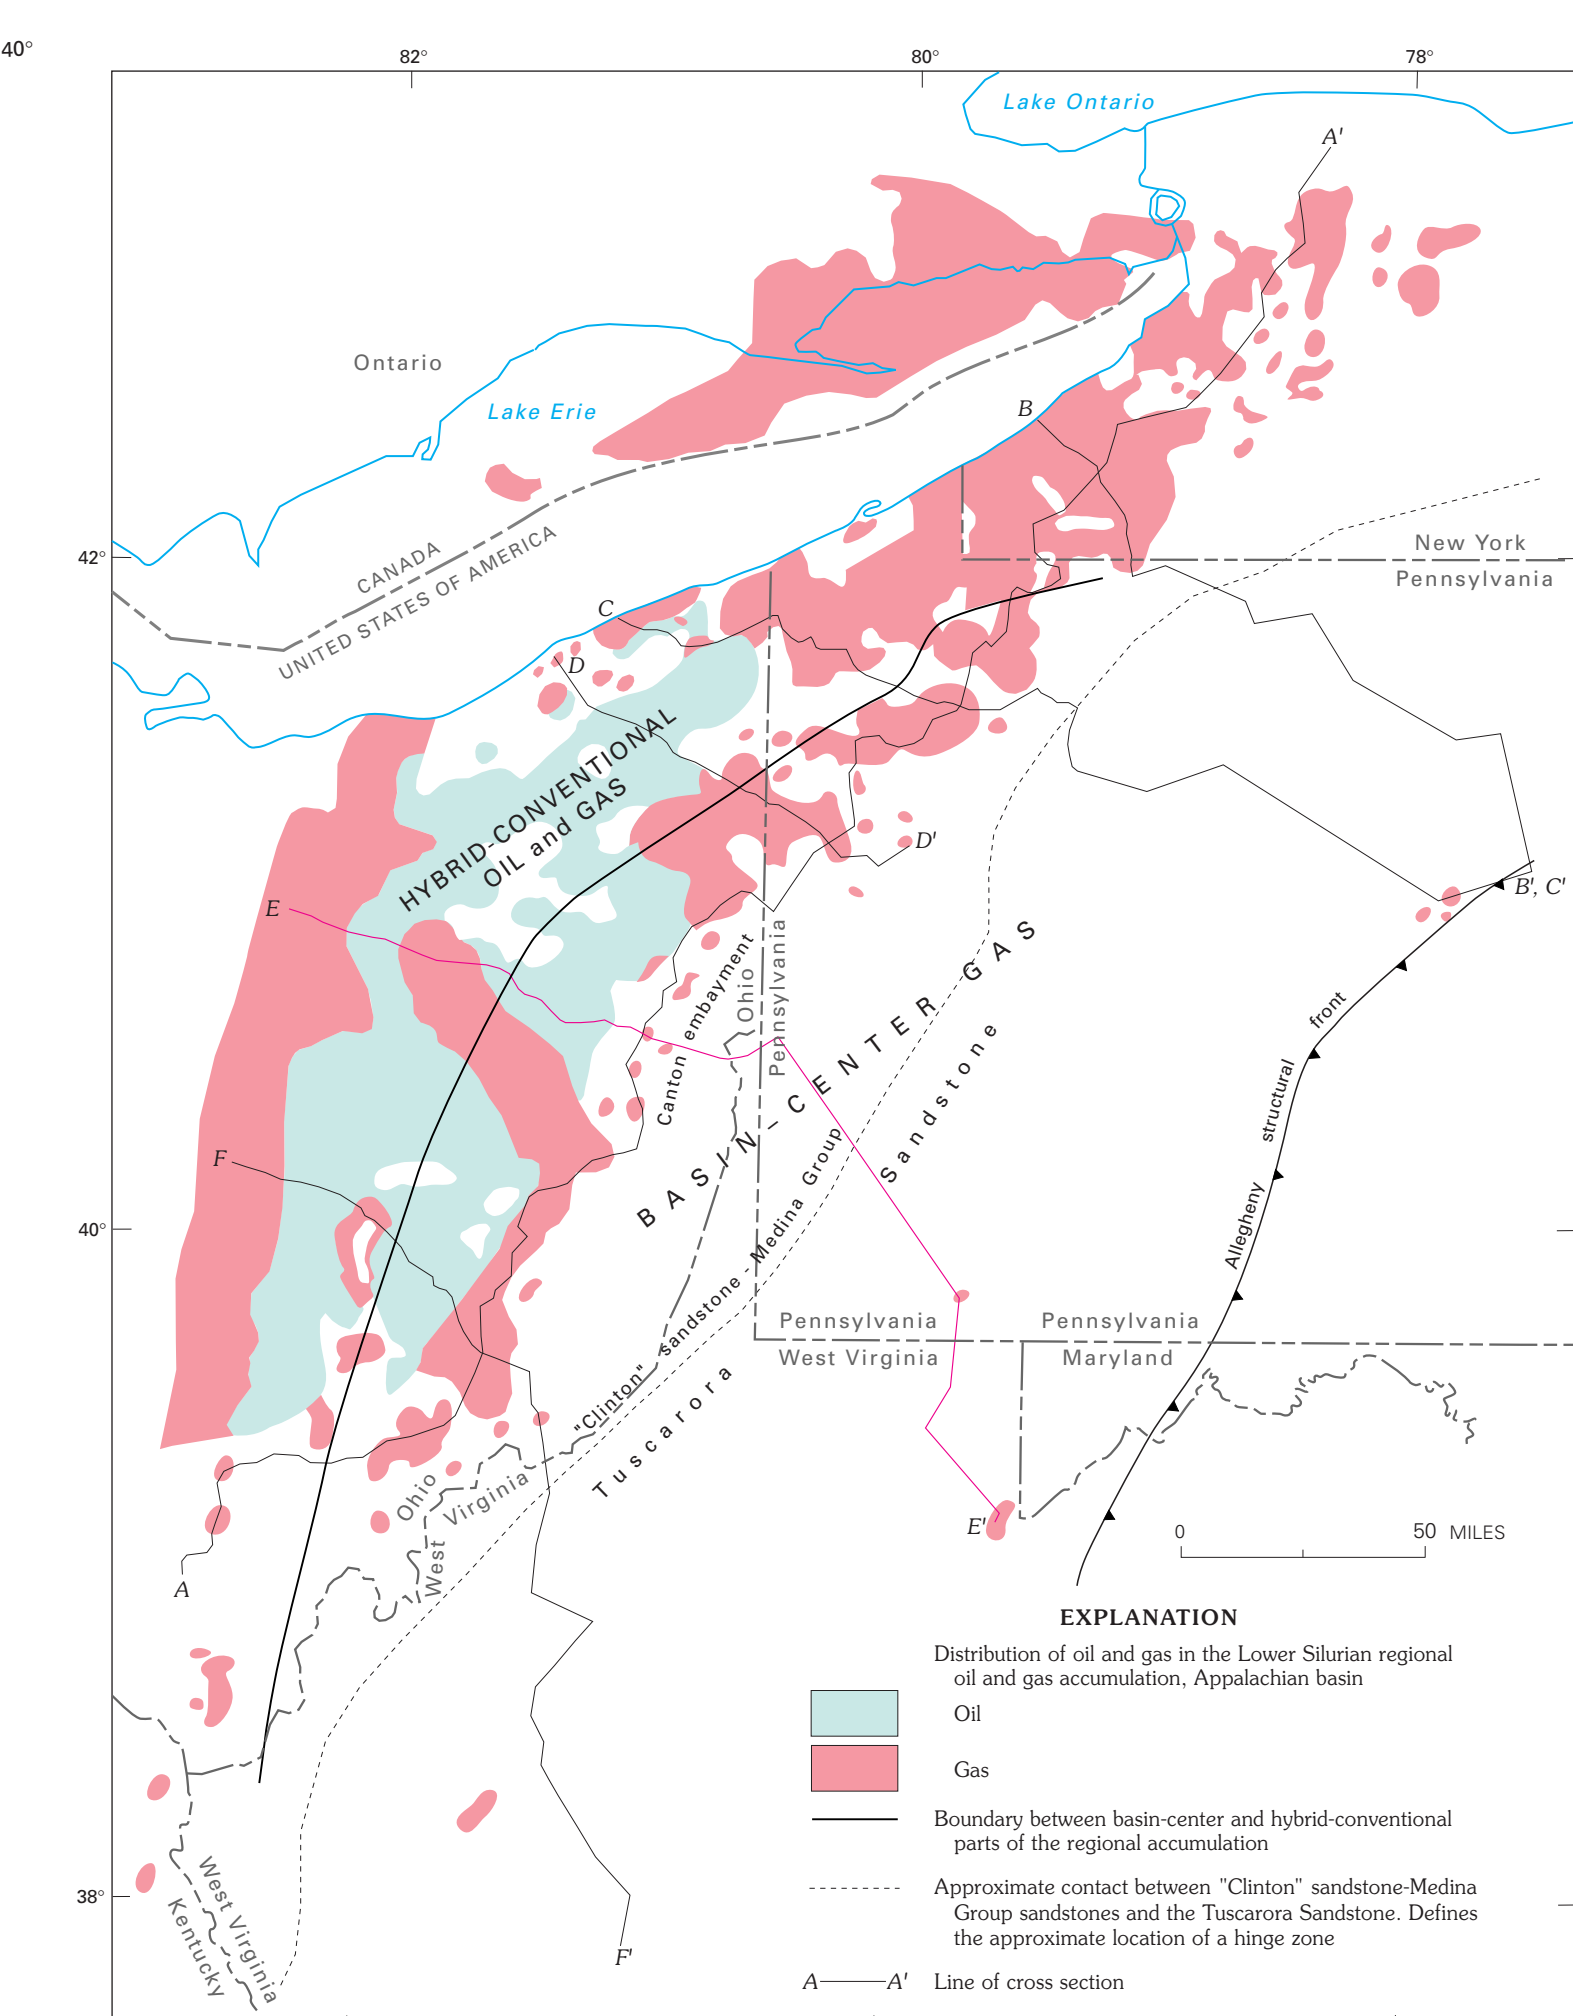 40°
82°
80°
78°
Lake Ontario
A'
Ontario
Lake Erie
B
CANADA
UNITED STATES OF AMERICA
42°
New York
Pennsylvania
C
D
HYBRID-CONVENTIONAL
OIL and GAS
D'
B', C'
E
Canton embayment
Ohio
Pennsylvania
BASIN-CENTER GAS
front
structural
Allegheny
F
40°
"Clinton" sandstone - Medina Group
Tuscarora Sandstone
Pennsylvania
West Virginia
Pennsylvania
Maryland
Ohio
West Virginia
E'
A
0
50 MILES
EXPLANATION
Distribution of oil and gas in the Lower Silurian regional
oil and gas accumulation, Appalachian basin
Oil
Gas
Boundary between basin-center and hybrid-conventional
parts of the regional accumulation
Approximate contact between "Clinton" sandstone-Medina
Group sandstones and the Tuscarora Sandstone. Defines
the approximate location of a hinge zone
A A' Line of cross section
38°
West Virginia
Kentucky
F'